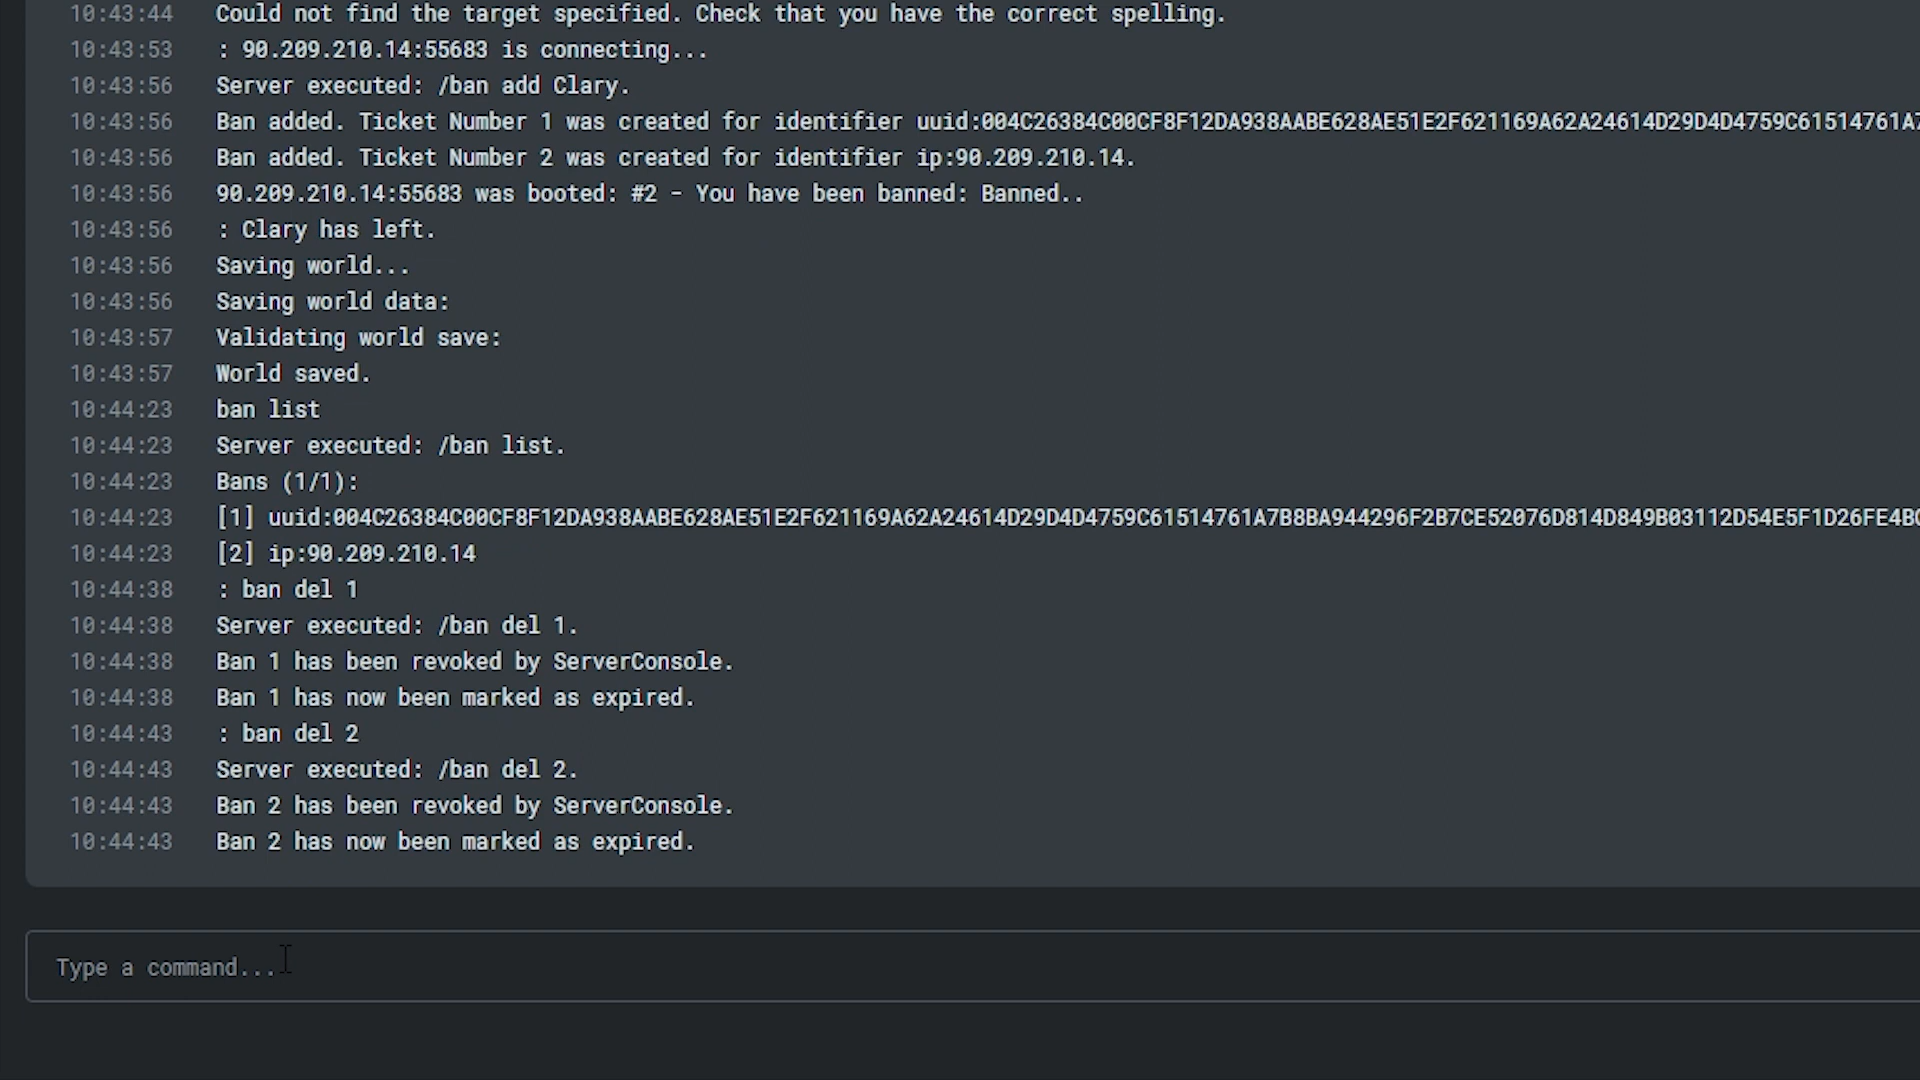 10:43:44 Could not find the target specified. Check that you have the correct spelling.
10:43:53 : 90.209.210.14:55683 is connecting...
10:43:56 Server executed: /ban add Clary.
10:43:56 Ban added. Ticket Number 1 was created for identifier uuid:004C26384C00CF8F12DA938AABE628AE51E2F621169A62A24614D29D4D4759C61514761A7
10:43:56 Ban added. Ticket Number 2 was created for identifier ip:90.209.210.14.
10:43:56 90.209.210.14:55683 was booted: #2 - You have been banned: Banned..
10:43:56 : Clary has left.
10:43:56 Saving world...
10:43:56 Saving world data:
10:43:57 Validating world save:
10:43:57 World saved.
10:44:23 ban list
10:44:23 Server executed: /ban list.
10:44:23 Bans (1/1):
10:44:23 [1] uuid:004C26384C00CF8F12DA938AABE628AE51E2F621169A62A24614D29D4D4759C61514761A7B8BA944296F2B7CE52076D814D849B03112D54E5F1D26FE4BC
10:44:23 [2] ip:90.209.210.14
10:44:38 : ban del 1
10:44:38 Server executed: /ban del 1.
10:44:38 Ban 1 has been revoked by ServerConsole.
10:44:38 Ban 1 has now been marked as expired.
10:44:43 : ban del 2
10:44:43 Server executed: /ban del 2.
10:44:43 Ban 2 has been revoked by ServerConsole.
10:44:43 Ban 2 has now been marked as expired.
Type a command...